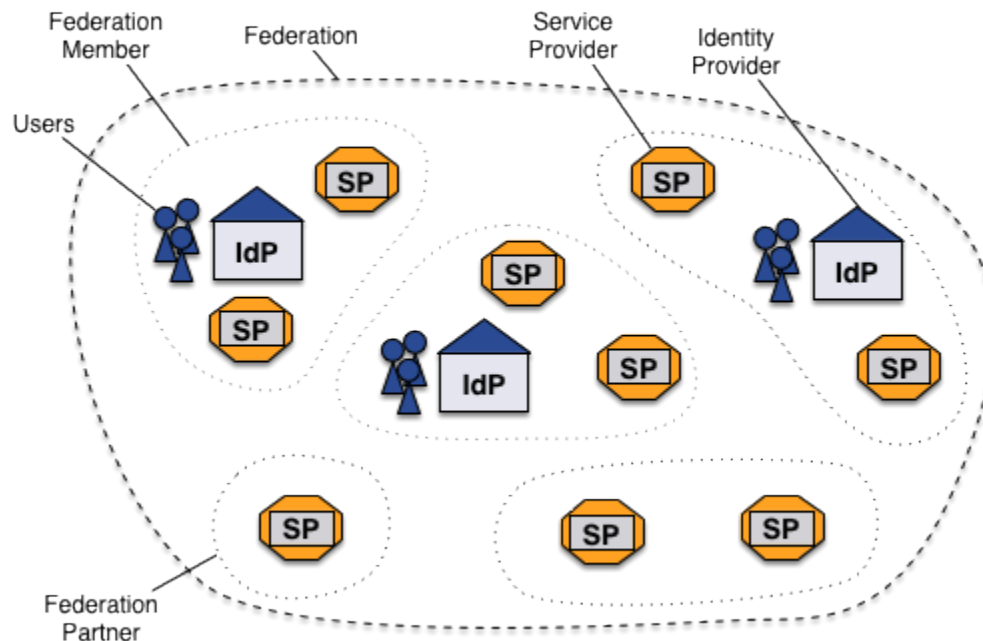 Federation
Member
Federation
Service
Provider
Identity
Provider
Users
SP
SP
IdP
IdP
SP
SP
IdP
SP
SP
SP
SP
SP
Federation
Partner